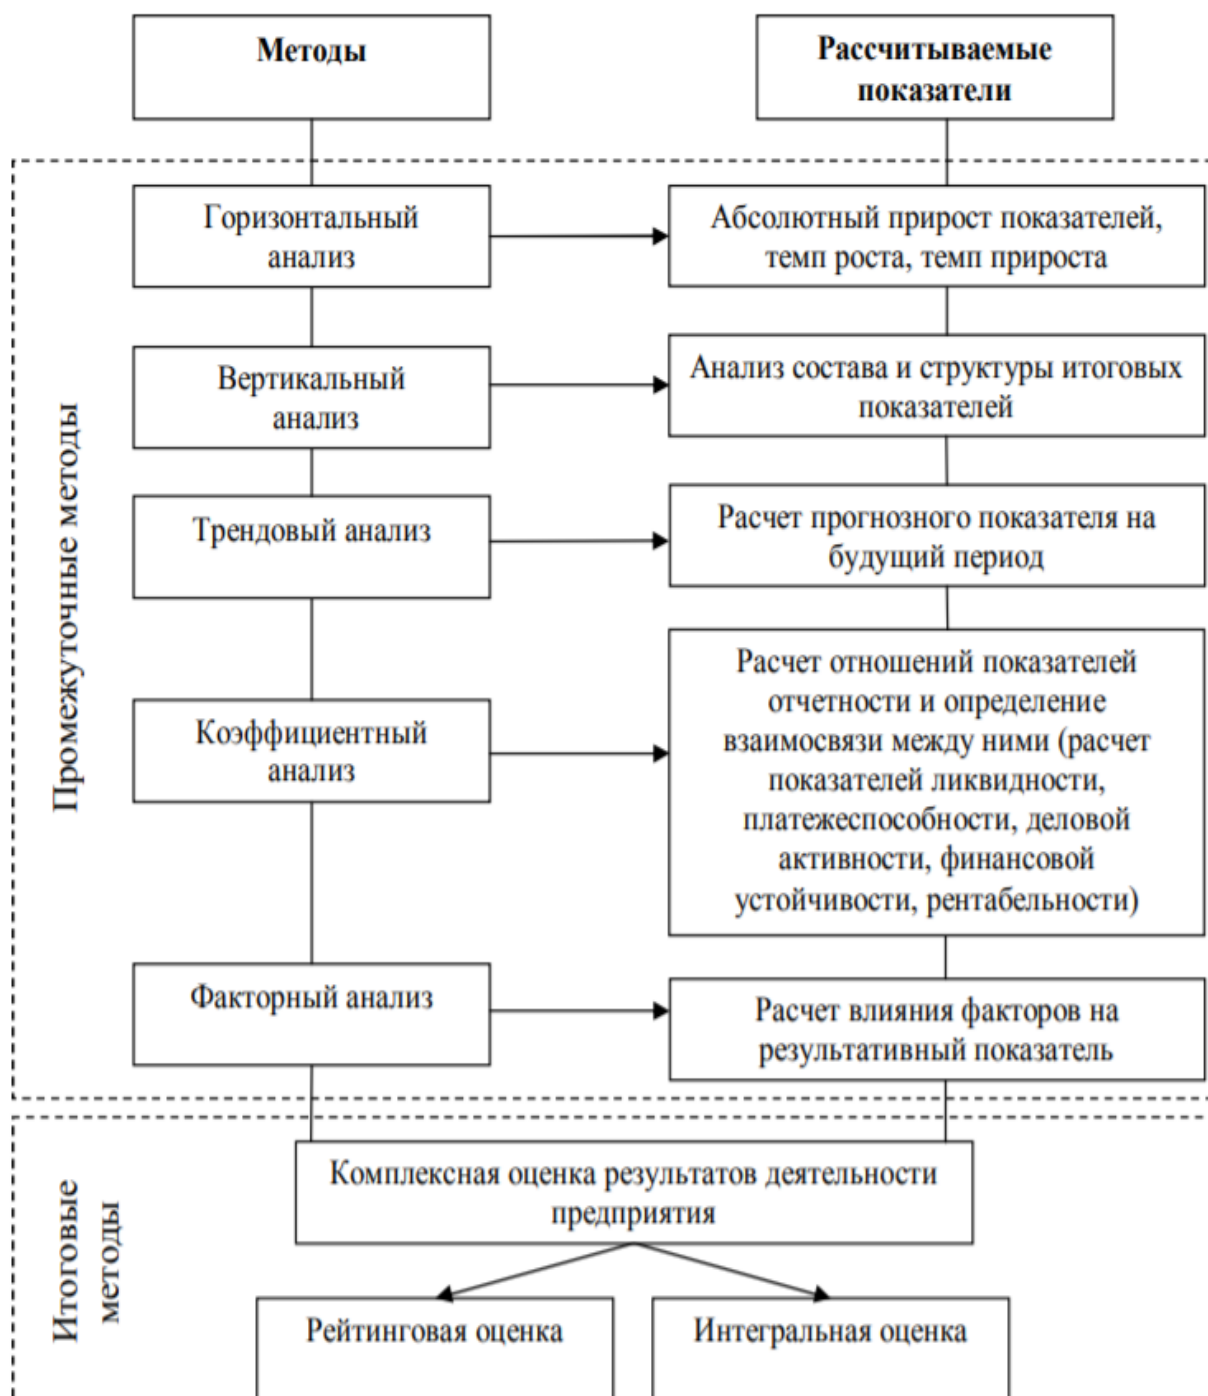 Методы
Рассчитываемые
показатели
Промежуточные методы
Горизонтальный
анализ
Абсолютный прирост показателей,
темп роста, темп прироста
Вертикальный
анализ
Анализ состава и структуры итоговых
показателей
Трендовый анализ
Расчет прогнозного показателя на
будущий период
Коэффициентный
анализ
Расчет отношений показателей
отчетности и определение
взаимосвязи между ними (расчет
показателей ликвидности,
платежеспособности, деловой
активности, финансовой
устойчивости, рентабельности)
Факторный анализ
Расчет влияния факторов на
результативный показатель
Итоговые
методы
Комплексная оценка результатов деятельности
предприятия
Рейтинговая оценка
Интегральная оценка